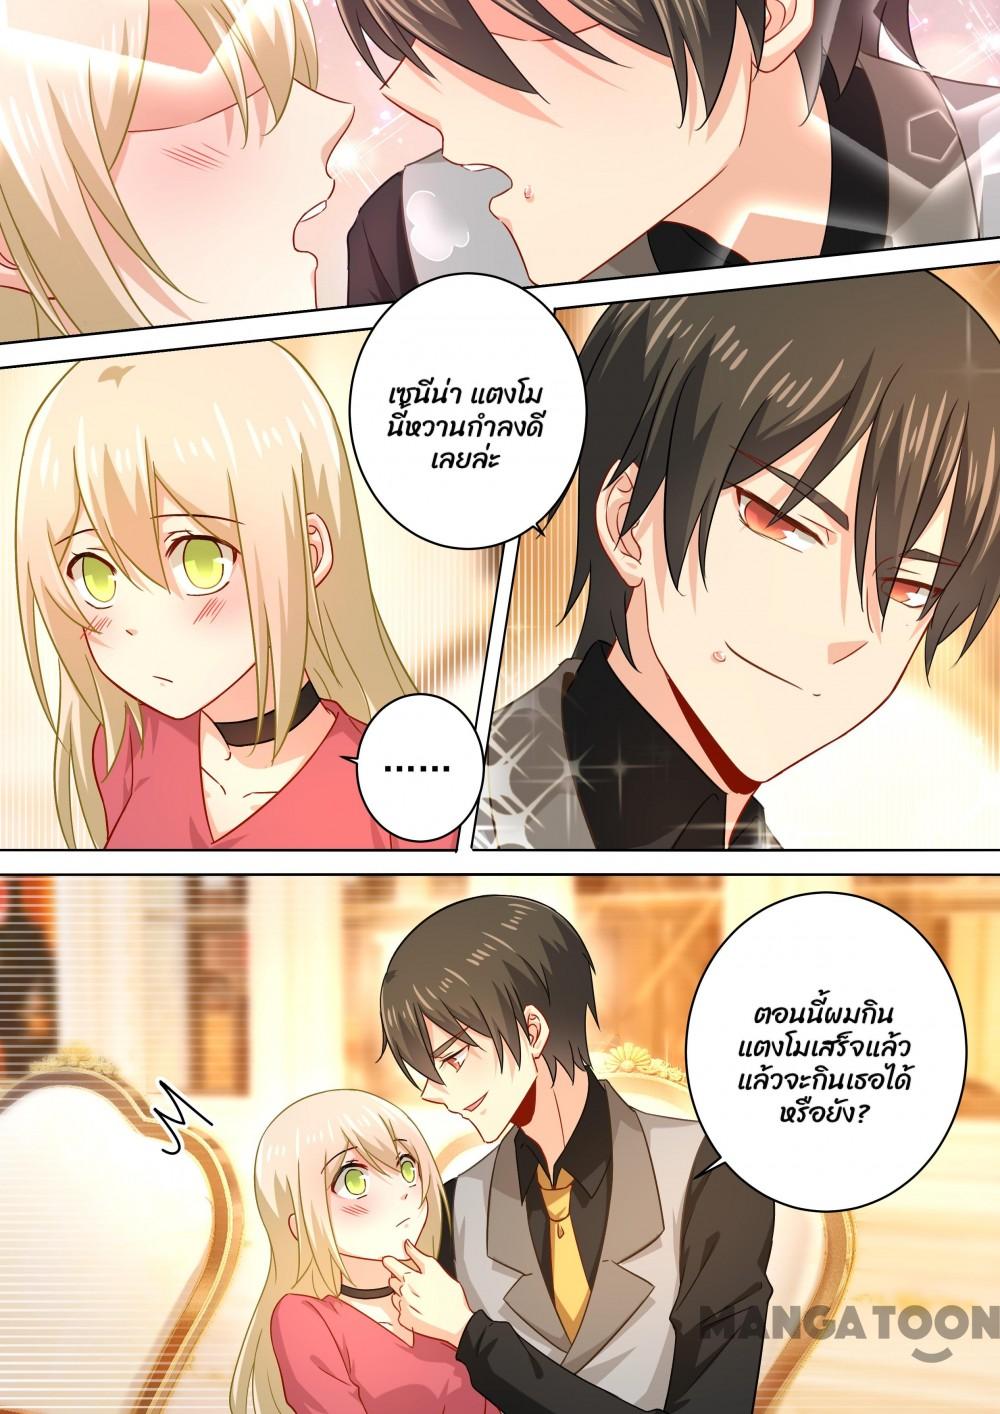 เซนีน่า แตงโม
นี้หวานกำลงดี
เลยล่ะ
......
ตอนนี้ผมกิน
แตงโมเสร็จแล้ว
แล้วจะกินเธอได้
หรือยัง?
MANGATOON